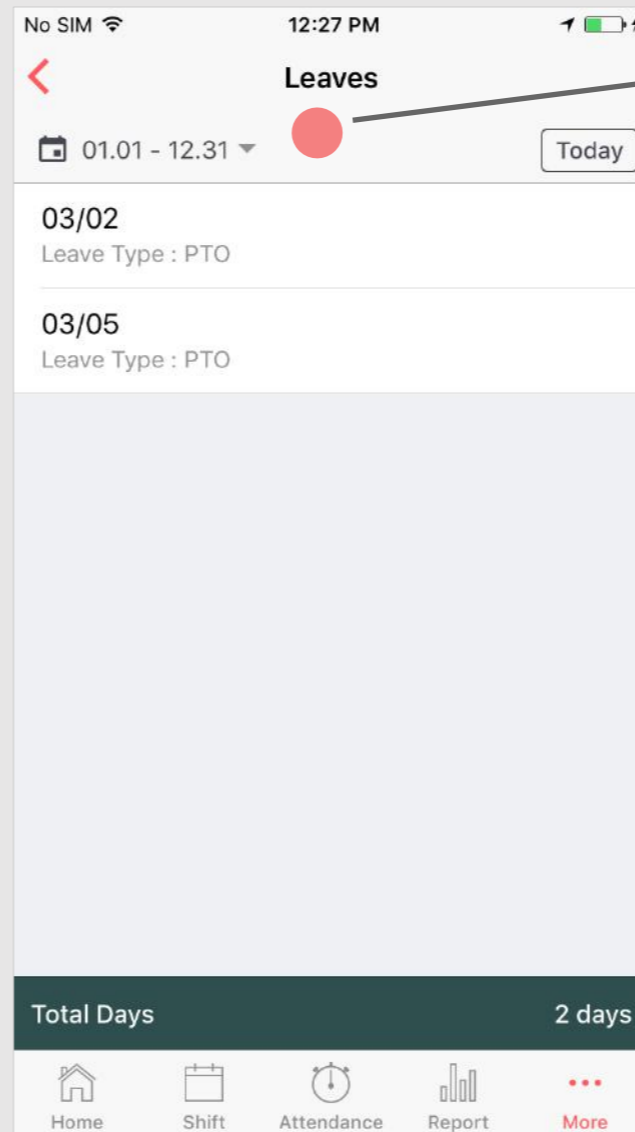 No SIM 12:27 PM
Leaves
01.01 - 12.31 Today
03/02
Leave Type : PTO
03/05
Leave Type : PTO
Total Days 2 days
Home Shift Attendance Report More